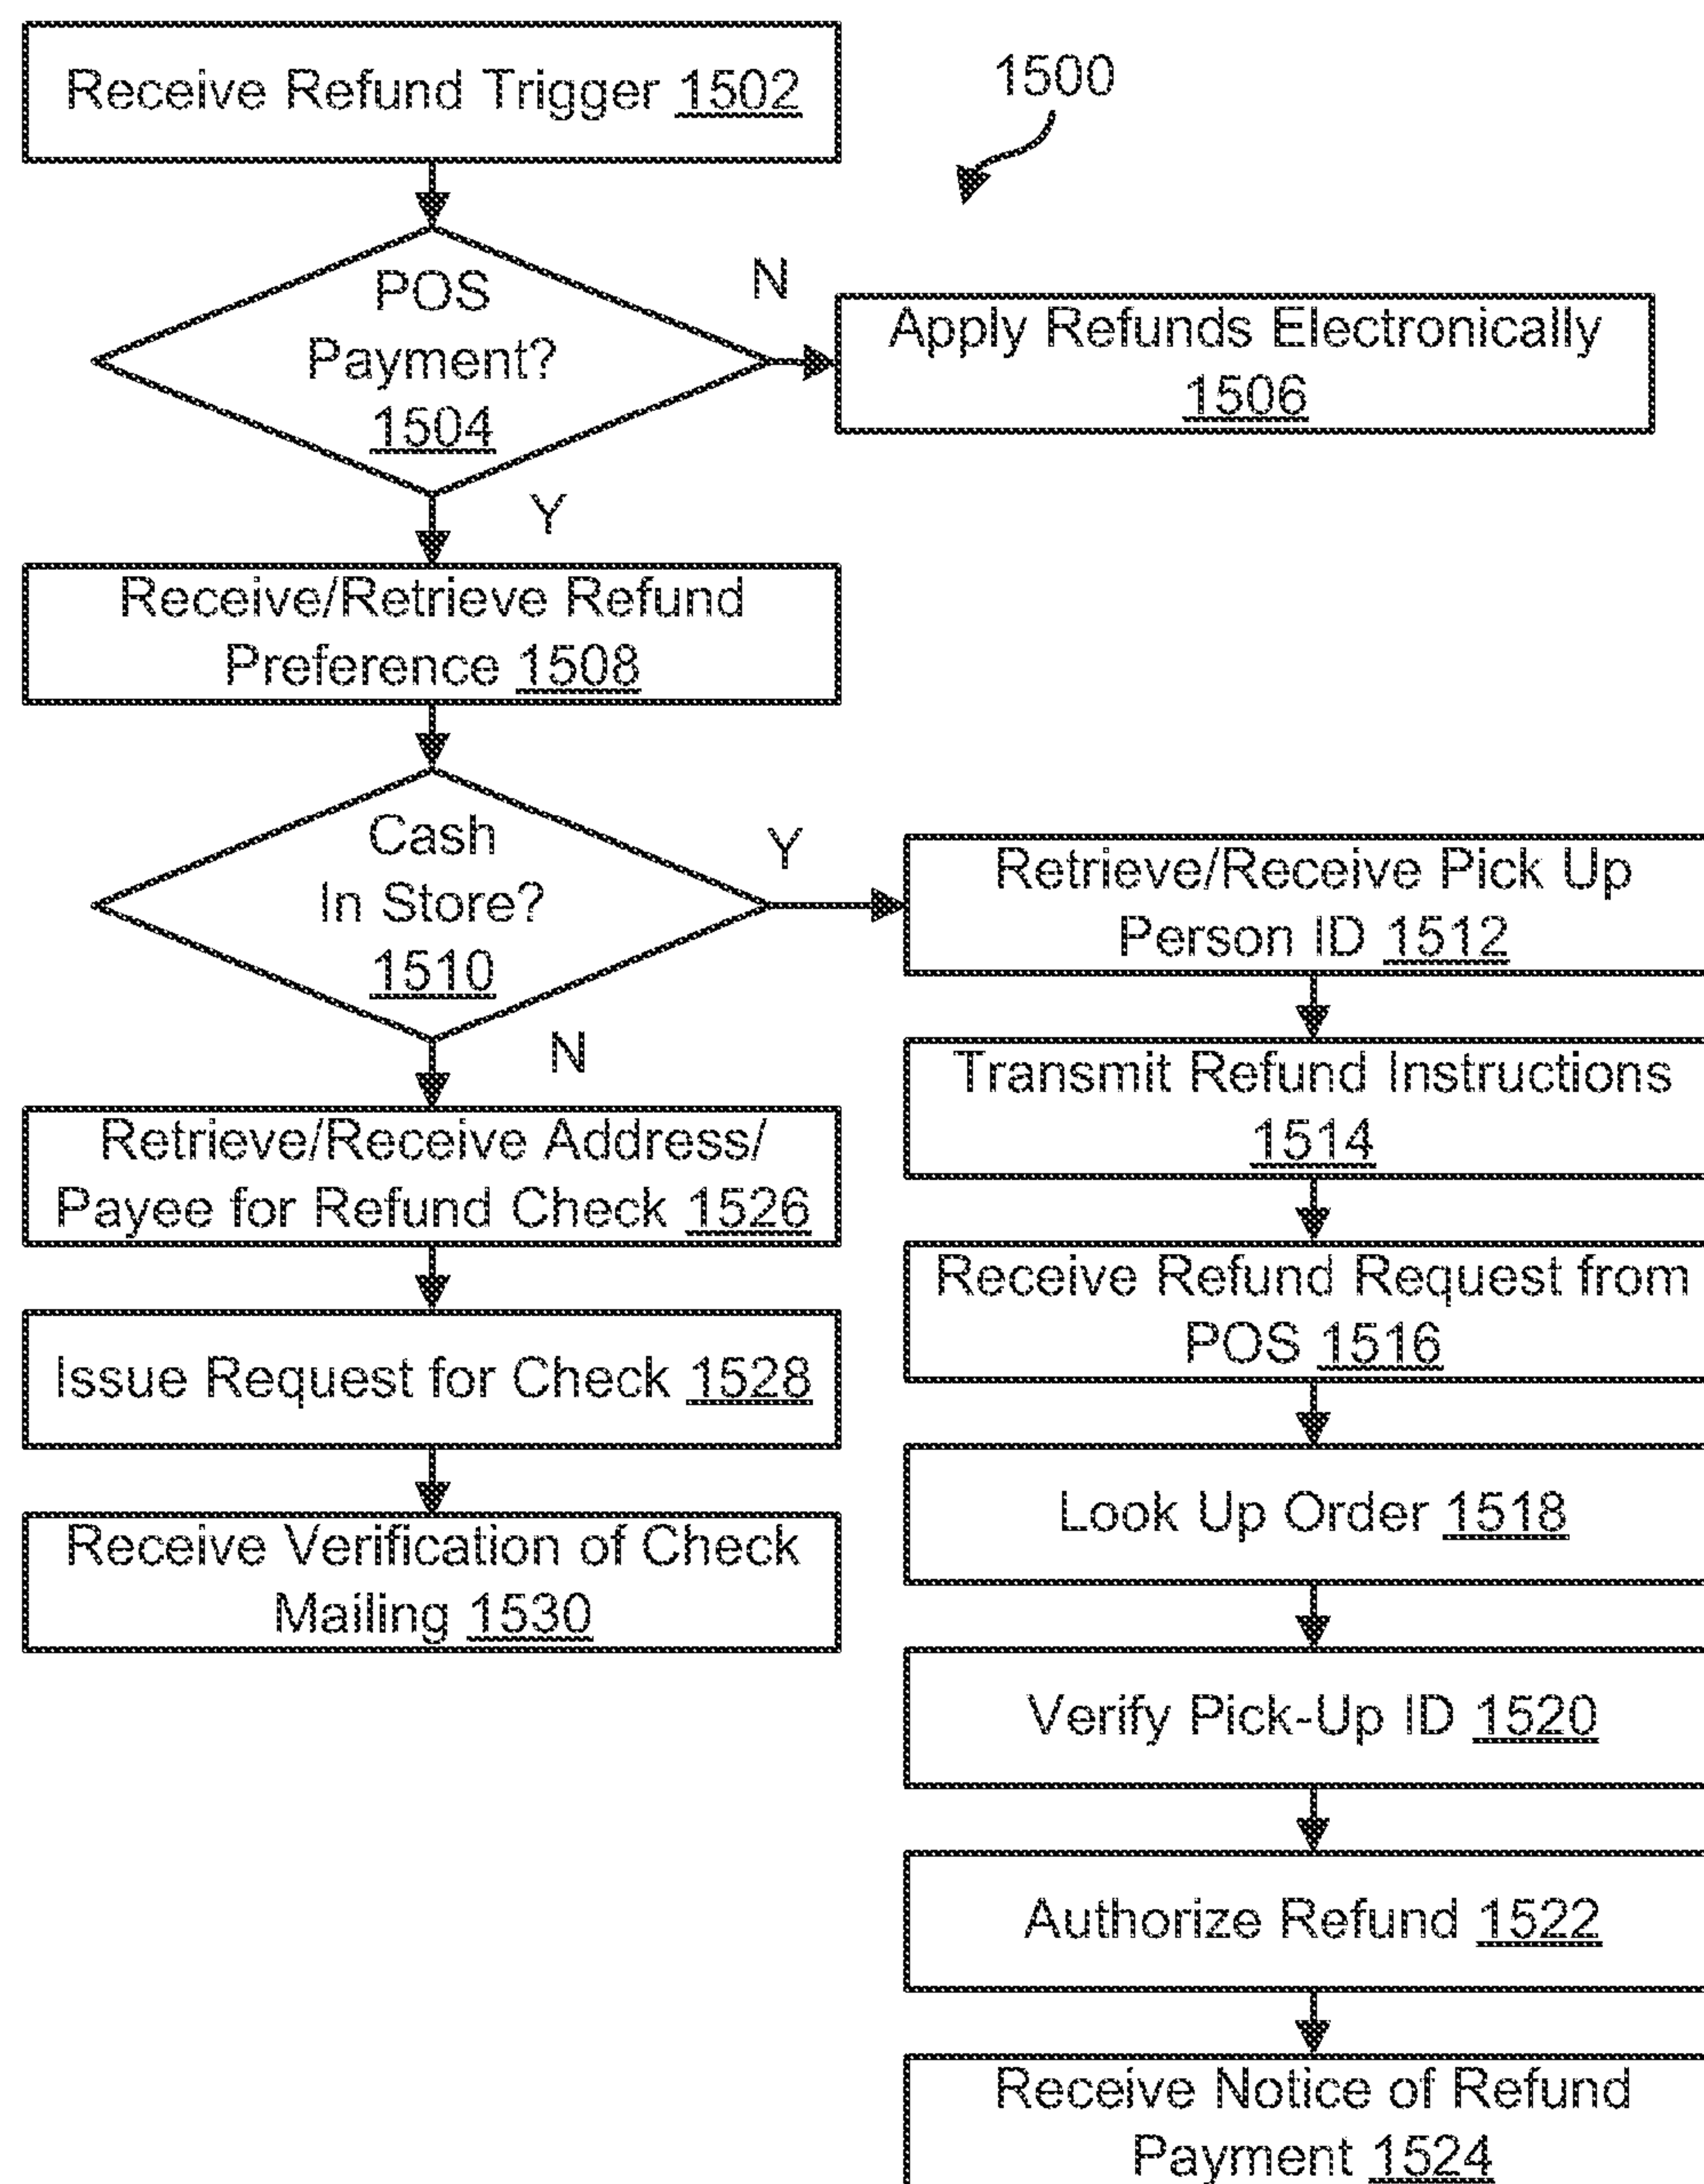 Receive Refund Trigger 1502
1500
POS
Payment?
1504
N
Apply Refunds Electronically
1506
Y
Receive/Retrieve Refund
Preference 1508
Cash
In Store?
1510
Y
Retrieve/Receive Pick Up
Person ID 1512
N
Transmit Refund Instructions
1514
Retrieve/Receive Address/
Payee for Refund Check 1526
Receive Refund Request from
POS 1516
Issue Request for Check 1528
Look Up Order 1518
Receive Verification of Check
Mailing 1530
Verify Pick-Up ID 1520
Authorize Refund 1522
Receive Notice of Refund
Payment 1524